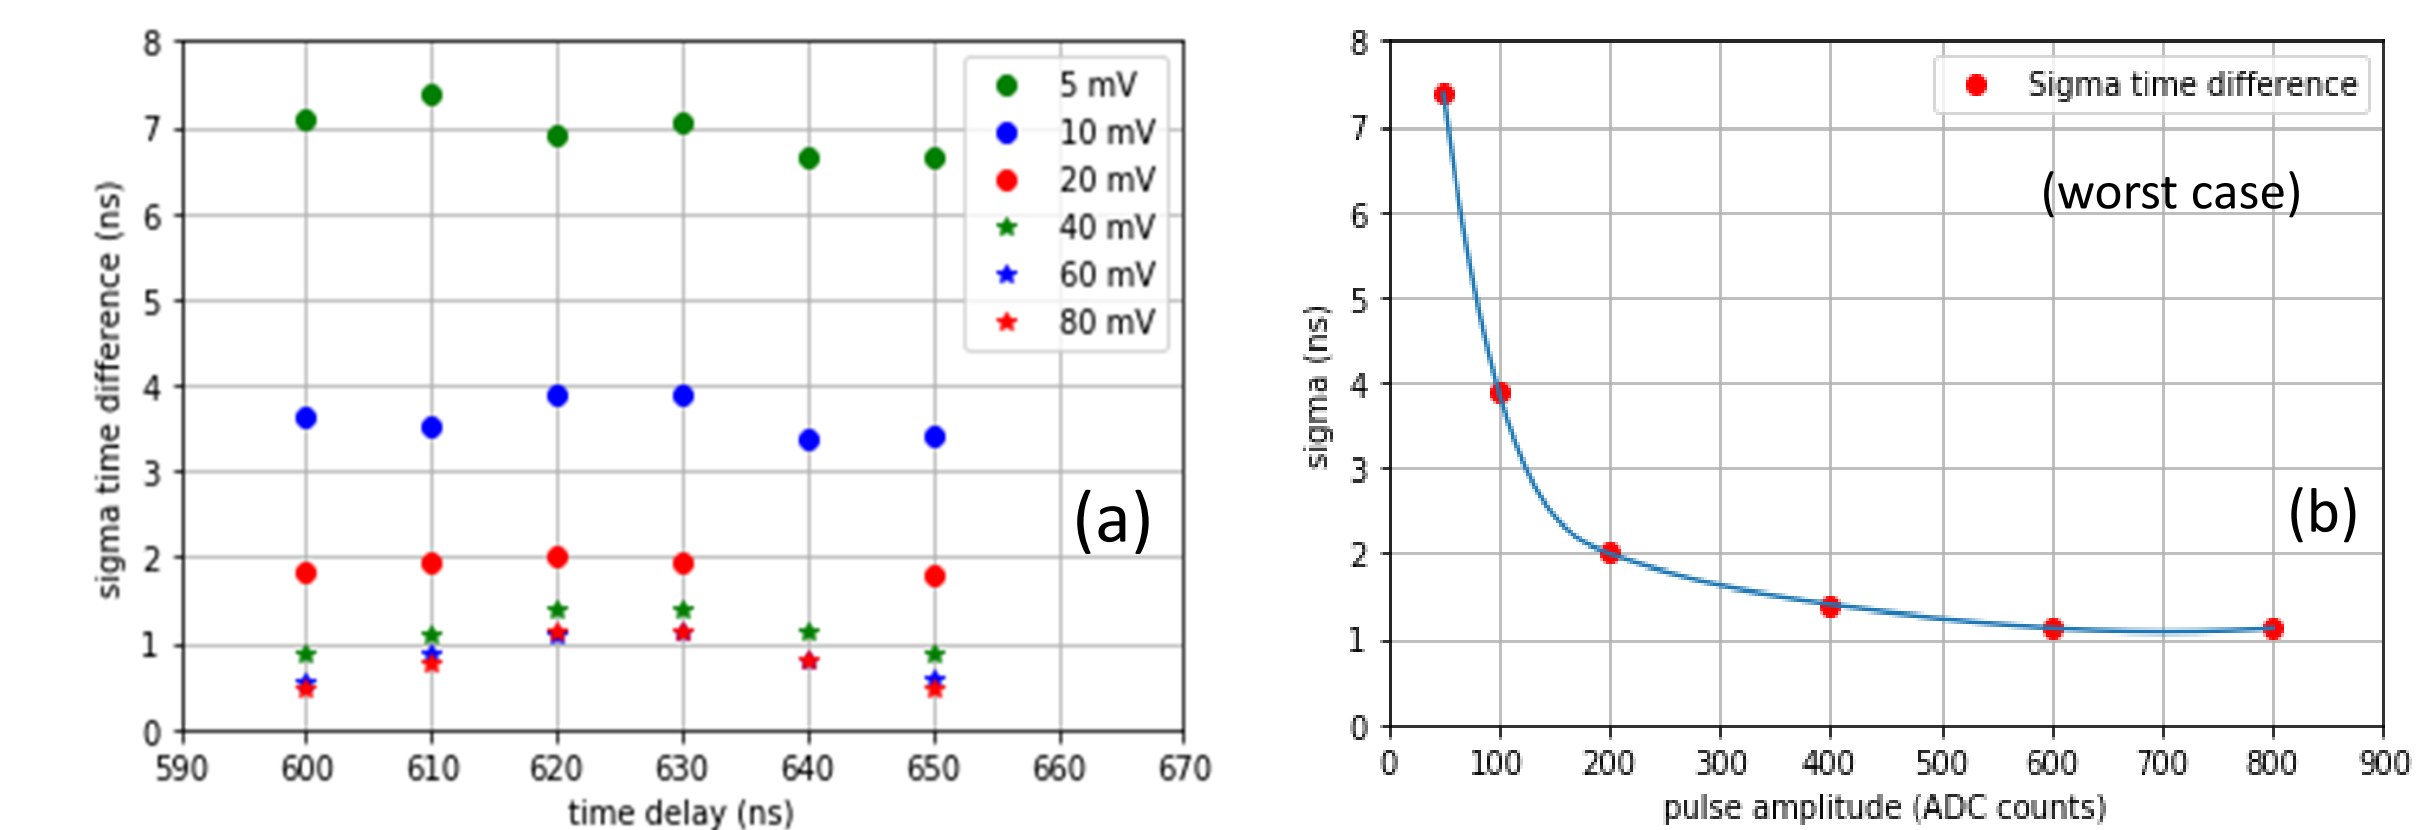 8
7
6
5
4
3
2
1
0
sigma time difference (ns)
590 600 610 620 630 640 650 660 670
time delay (ns)
5 mV
10 mV
20 mV
40 mV
60 mV
80 mV
(a)
8
7
6
5
4
3
2
1
0
sigma (ns)
0 100 200 300 400 500 600 700 800 900
pulse amplitude (ADC counts)
Sigma time difference
(worst case)
(b)